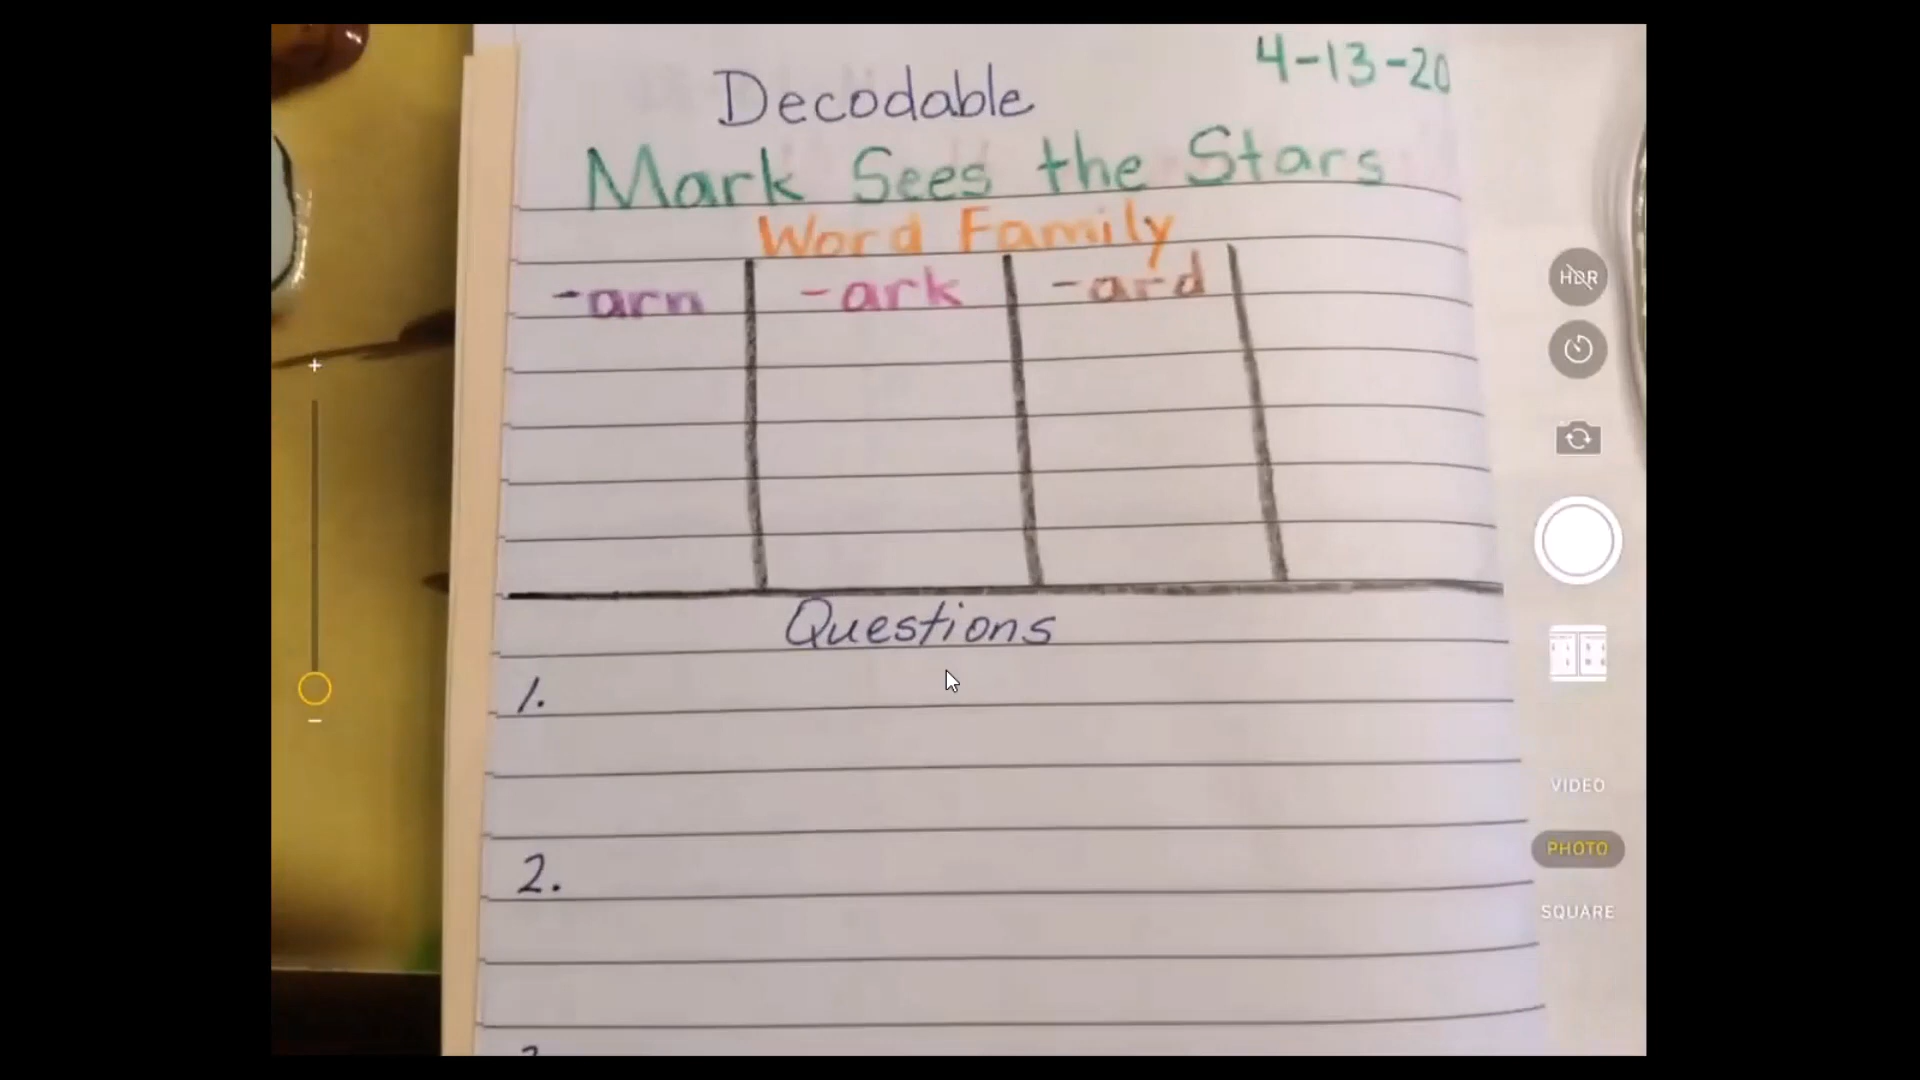 4-13-20
Decodable
Mark Sees the Stars
Word Family
-arn -ark -ard
Questions
1.
2.
HDR
VIDEO
PHOTO
SQUARE